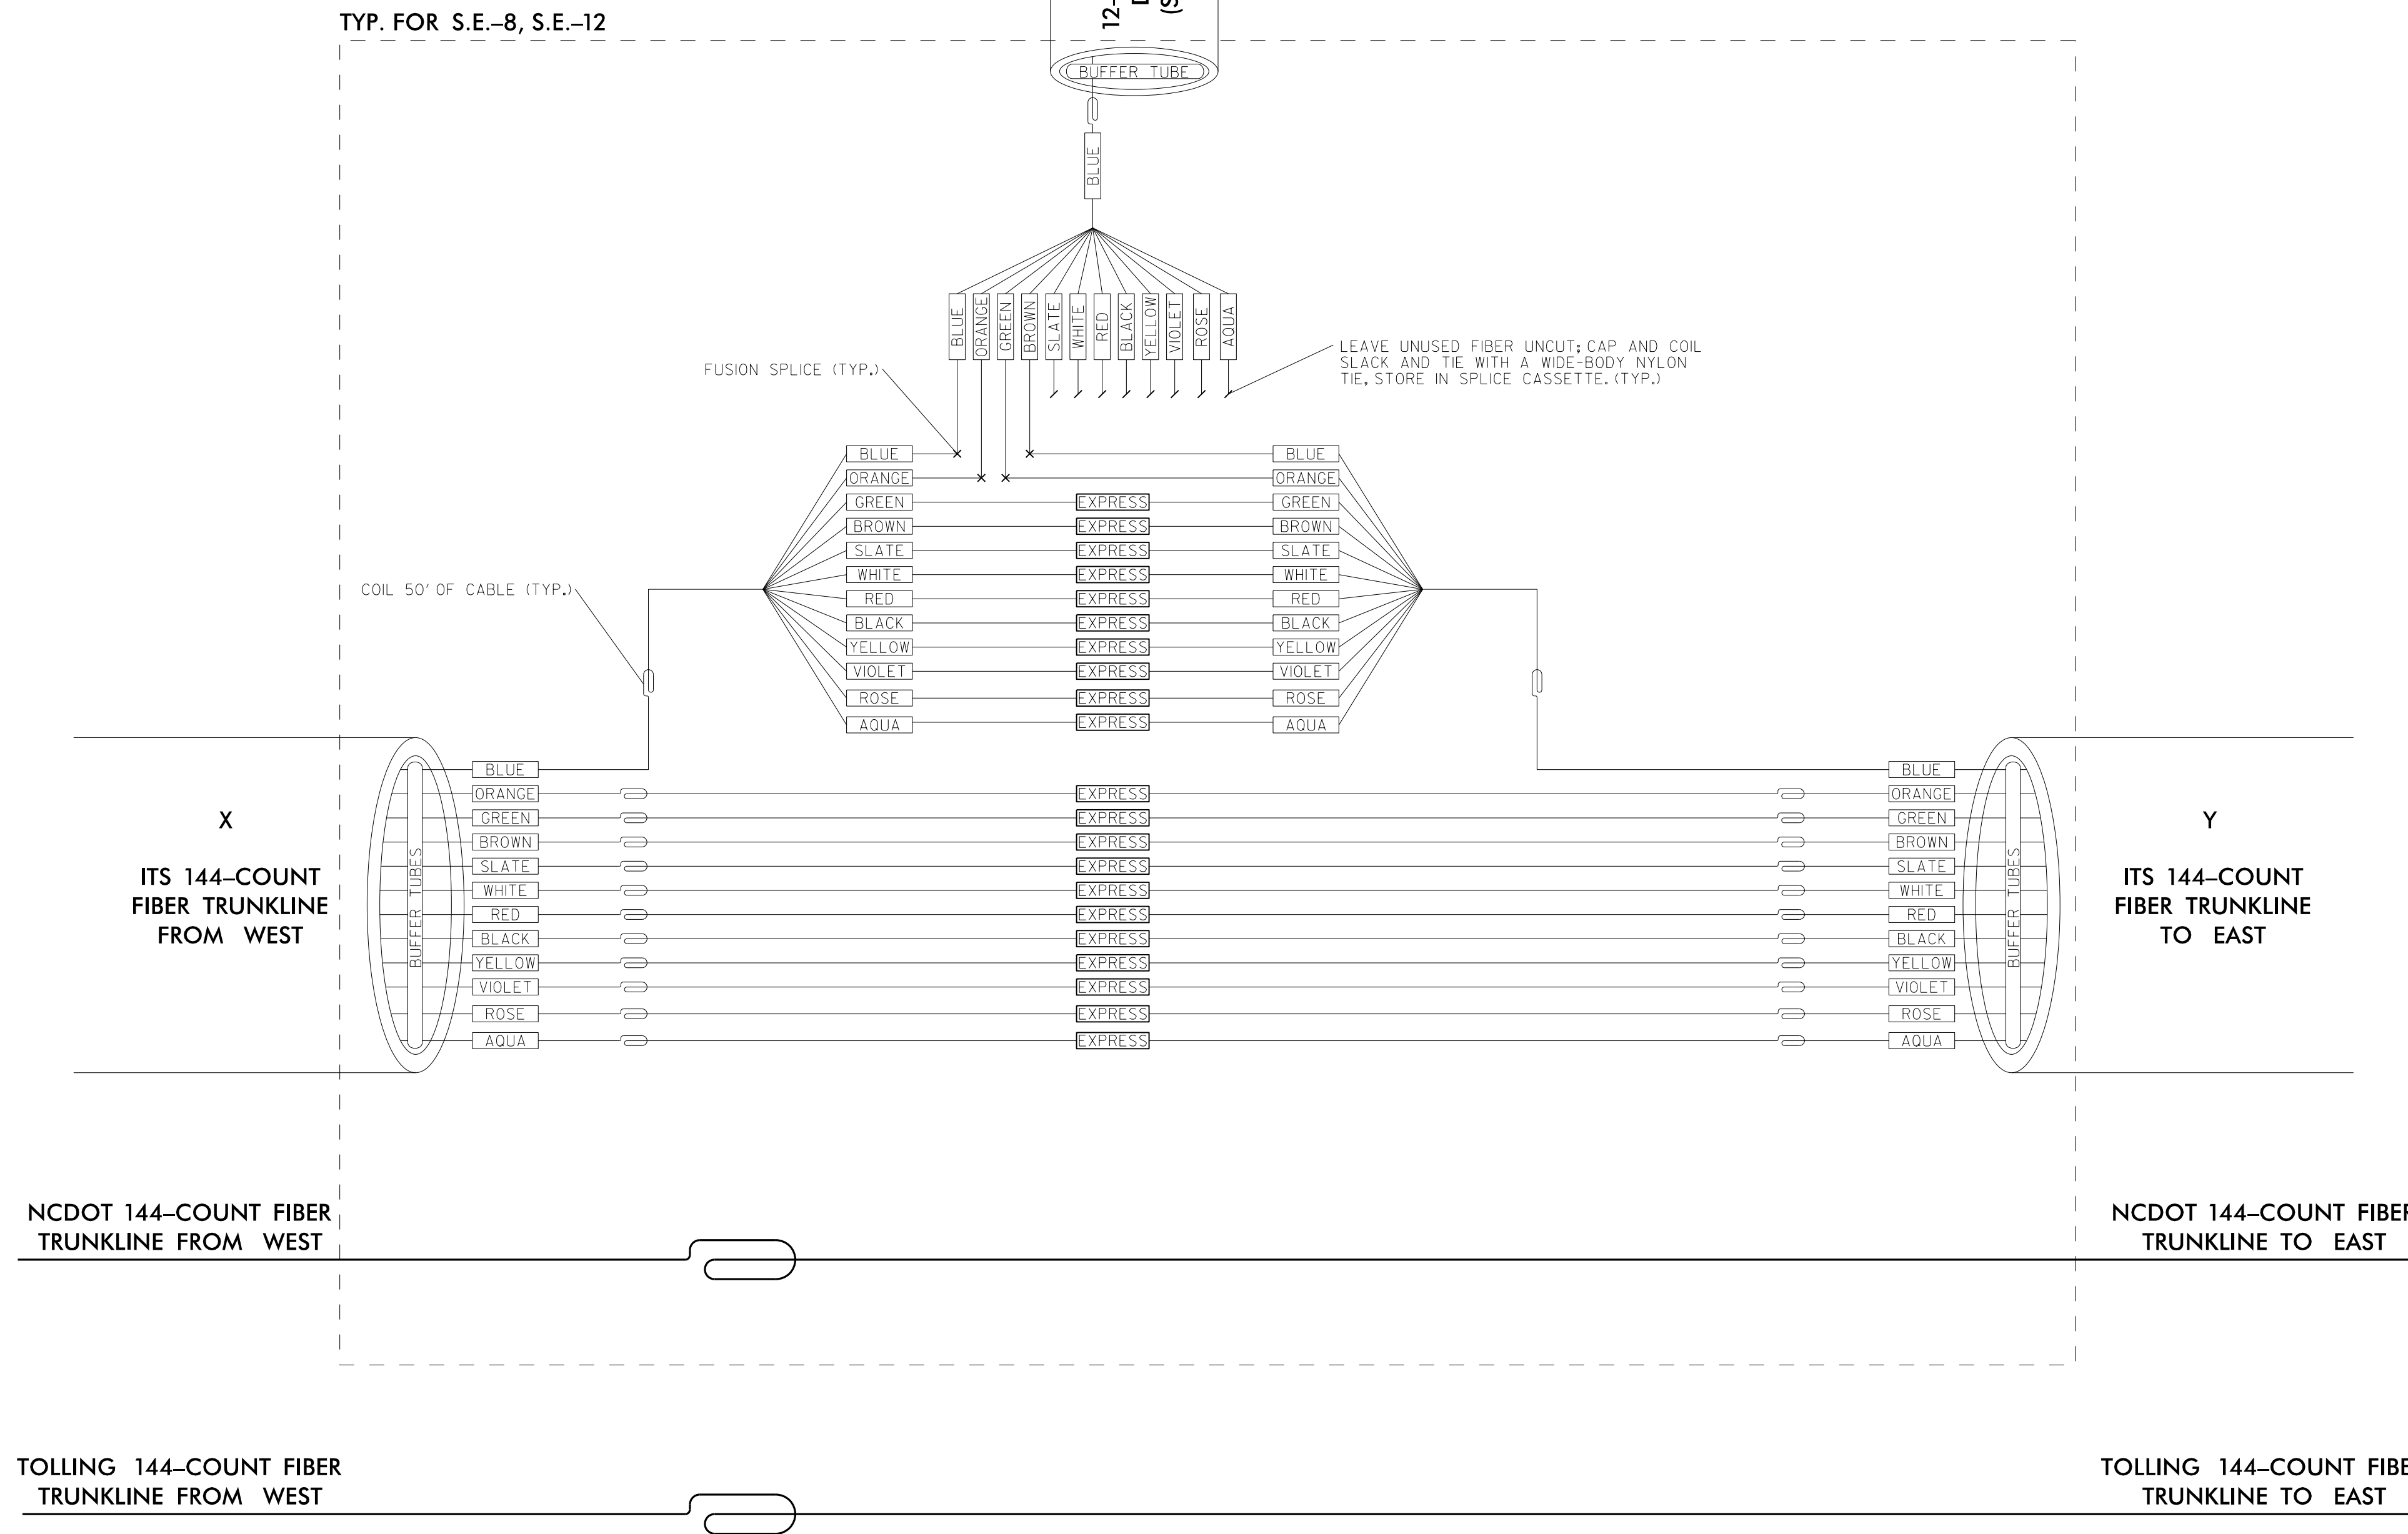 TYP. FOR S.E.–8, S.E.–12
12-
BUFFER TUBE
BLUE
BLUE
ORANGE
GREEN
BROWN
SLATE
WHITE
RED
BLACK
YELLOW
VIOLET
ROSE
AQUA
FUSION SPLICE (TYP.)
LEAVE UNUSED FIBER UNCUT; CAP AND COIL
SLACK AND TIE WITH A WIDE-BODY NYLON
TIE, STORE IN SPLICE CASSETTE. (TYP.)
BLUE BLUE
ORANGE ORANGE
GREEN EXPRESS GREEN
BROWN EXPRESS BROWN
SLATE EXPRESS SLATE
WHITE EXPRESS WHITE
RED EXPRESS RED
BLACK EXPRESS BLACK
YELLOW EXPRESS YELLOW
VIOLET EXPRESS VIOLET
ROSE EXPRESS ROSE
AQUA EXPRESS AQUA
COIL 50' OF CABLE (TYP.)
X
ITS 144–COUNT
FIBER TRUNKLINE
FROM WEST
BUFFER TUBES
BLUE BLUE
ORANGE EXPRESS ORANGE
GREEN EXPRESS GREEN
BROWN EXPRESS BROWN
SLATE EXPRESS SLATE
WHITE EXPRESS WHITE
RED EXPRESS RED
BLACK EXPRESS BLACK
YELLOW EXPRESS YELLOW
VIOLET EXPRESS VIOLET
ROSE EXPRESS ROSE
AQUA EXPRESS AQUA
BUFFER TUBES
Y
ITS 144–COUNT
FIBER TRUNKLINE
TO EAST
NCDOT 144–COUNT FIBER
TRUNKLINE FROM WEST
NCDOT 144–COUNT FIBER
TRUNKLINE TO EAST
TOLLING 144–COUNT FIBER
TRUNKLINE FROM WEST
TOLLING 144–COUNT FIBE
TRUNKLINE TO EAST